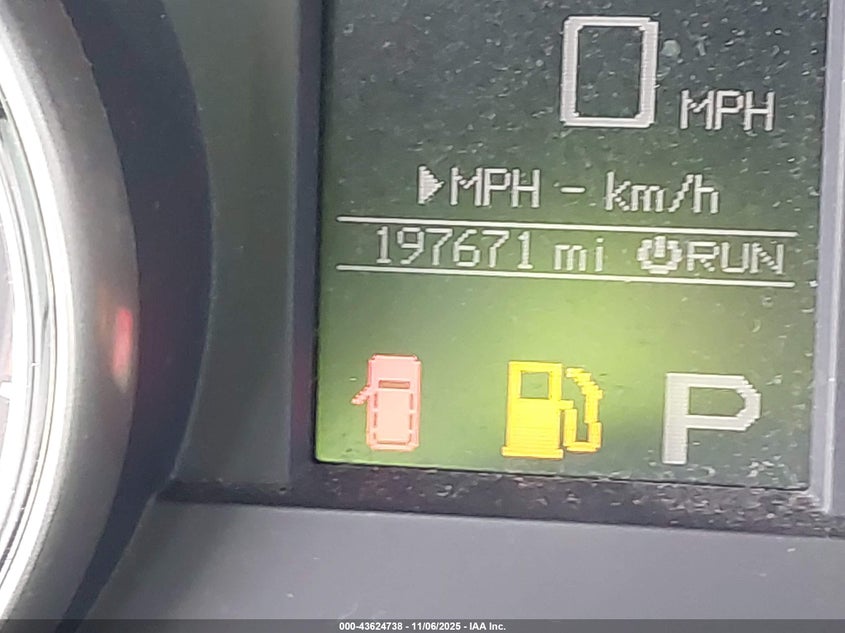 0 MPH
▶MPH - km/h
197671 mi RUN
P
000-43624738 - 11/06/2025 - IAA Inc.